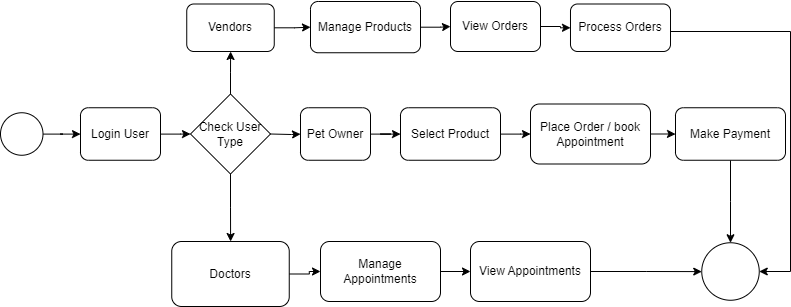 Vendors
Manage Products
View Orders
Process Orders
Login User
Check User
Type
Pet Owner
Select Product
Place Order / book
Appointment
Make Payment
Doctors
Manage
Appointments
View Appointments